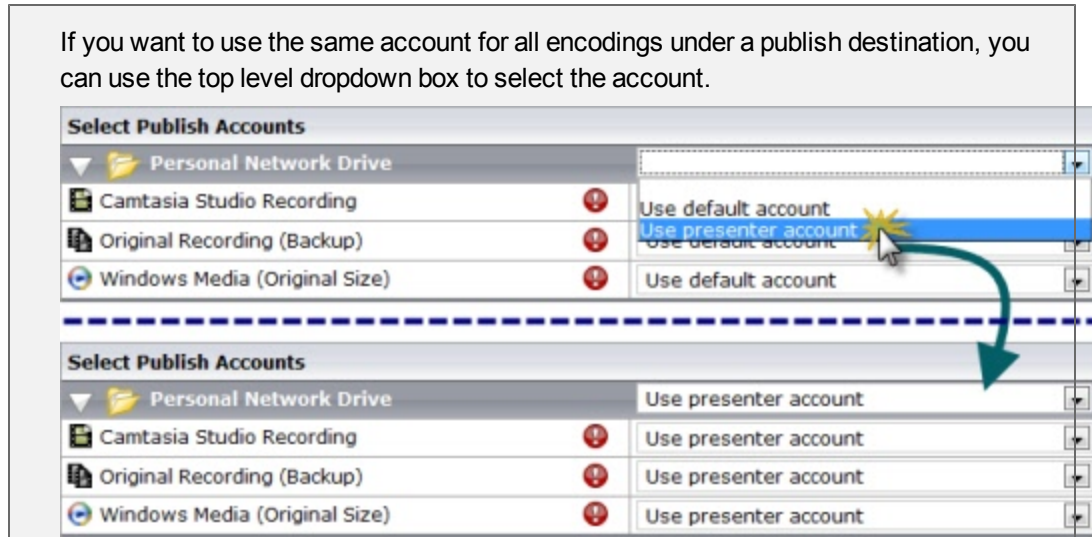 If you want to use the same account for all encodings under a publish destination, you
can use the top level dropdown box to select the account.
Select Publish Accounts
Personal Network Drive
Camtasia Studio Recording
Use default account
Use presenter account
Original Recording (Backup)
Use default account
Windows Media (Original Size)
Use default account
Select Publish Accounts
Personal Network Drive
Use presenter account
Camtasia Studio Recording
Use presenter account
Original Recording (Backup)
Use presenter account
Windows Media (Original Size)
Use presenter account